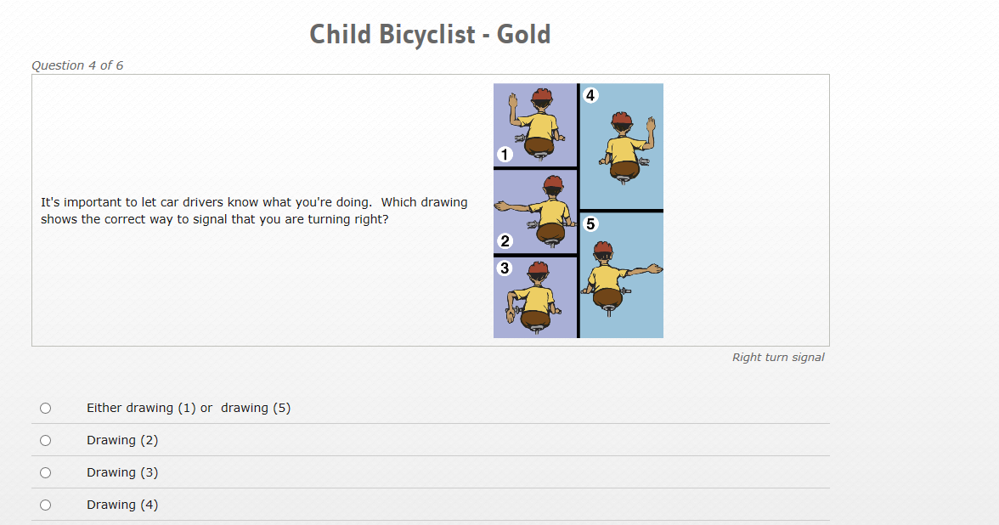 Child Bicyclist - Gold
Question 4 of 6
It's important to let car drivers know what you're doing.  Which drawing
shows the correct way to signal that you are turning right?
1
2
3
4
5
Right turn signal
Either drawing (1) or  drawing (5)
Drawing (2)
Drawing (3)
Drawing (4)